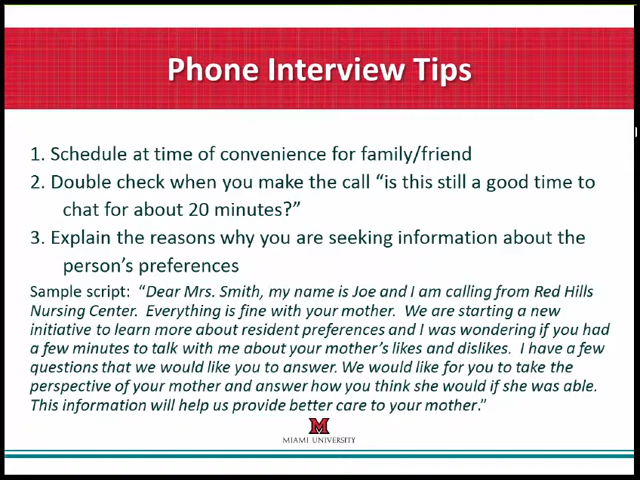 Phone Interview Tips
1. Schedule at time of convenience for family/friend
2. Double check when you make the call “is this still a good time to
chat for about 20 minutes?”
3. Explain the reasons why you are seeking information about the
person’s preferences
Sample script: “Dear Mrs. Smith, my name is Joe and I am calling from Red Hills
Nursing Center. Everything is fine with your mother. We are starting a new
initiative to learn more about resident preferences and I was wondering if you had
a few minutes to talk with me about your mother’s likes and dislikes. I have a few
questions that we would like you to answer. We would like for you to take the
perspective of your mother and answer how you think she would if she was able.
This information will help us provide better care to your mother.”
M
MIAMI UNIVERSITY